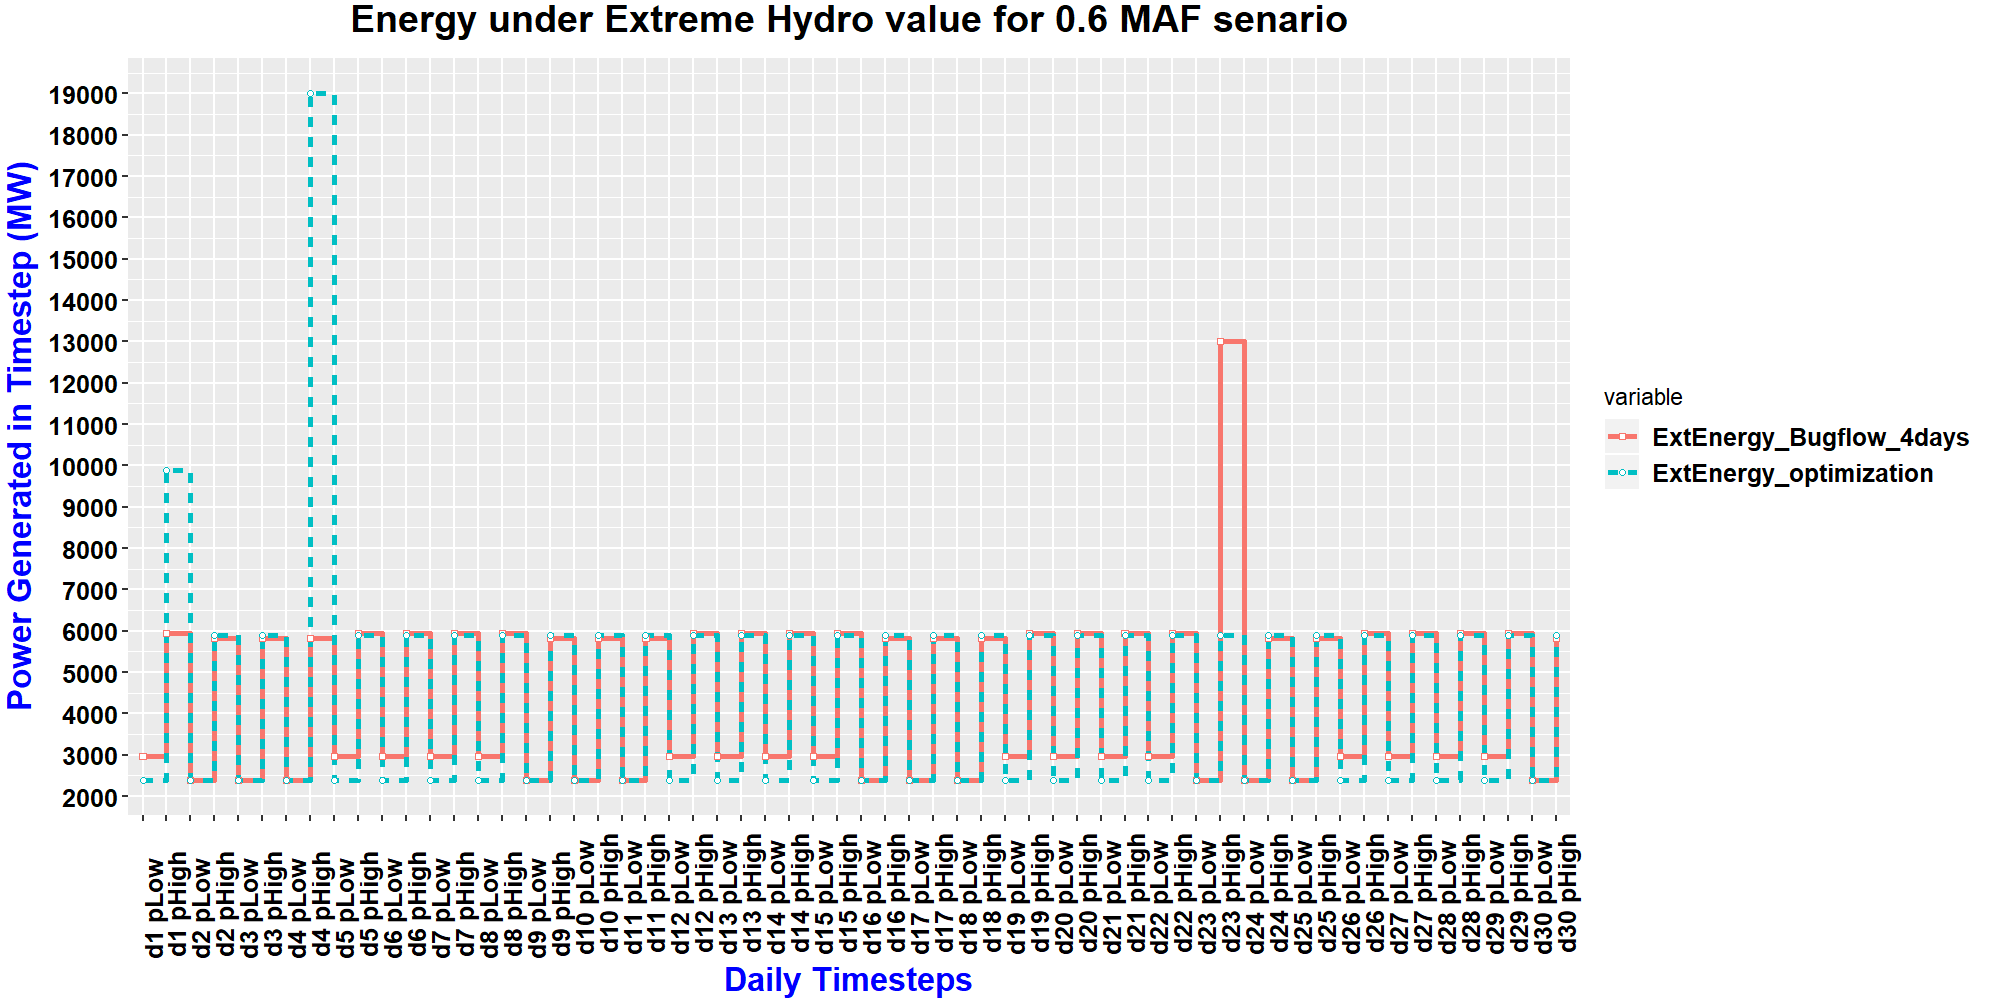 Energy under Extreme Hydro value for 0.6 MAF senario
Power Generated in Timestep (MW)
19000
18000
17000
16000
15000
14000
13000
12000
11000
10000
9000
8000
7000
6000
5000
4000
3000
2000
d1 pLow
d1 pHigh
d2 pLow
d2 pHigh
d3 pLow
d3 pHigh
d4 pLow
d4 pHigh
d5 pLow
d5 pHigh
d6 pLow
d6 pHigh
d7 pLow
d7 pHigh
d8 pLow
d8 pHigh
d9 pLow
d9 pHigh
d10 pLow
d10 pHigh
d11 pLow
d11 pHigh
d12 pLow
d12 pHigh
d13 pLow
d13 pHigh
d14 pLow
d14 pHigh
d15 pLow
d15 pHigh
d16 pLow
d16 pHigh
d17 pLow
d17 pHigh
d18 pLow
d18 pHigh
d19 pLow
d19 pHigh
d20 pLow
d20 pHigh
d21 pLow
d21 pHigh
d22 pLow
d22 pHigh
d23 pLow
d23 pHigh
d24 pLow
d24 pHigh
d25 pLow
d25 pHigh
d26 pLow
d26 pHigh
d27 pLow
d27 pHigh
d28 pLow
d28 pHigh
d29 pLow
d29 pHigh
d30 pLow
d30 pHigh
Daily Timesteps
variable
ExtEnergy_Bugflow_4days
ExtEnergy_optimization